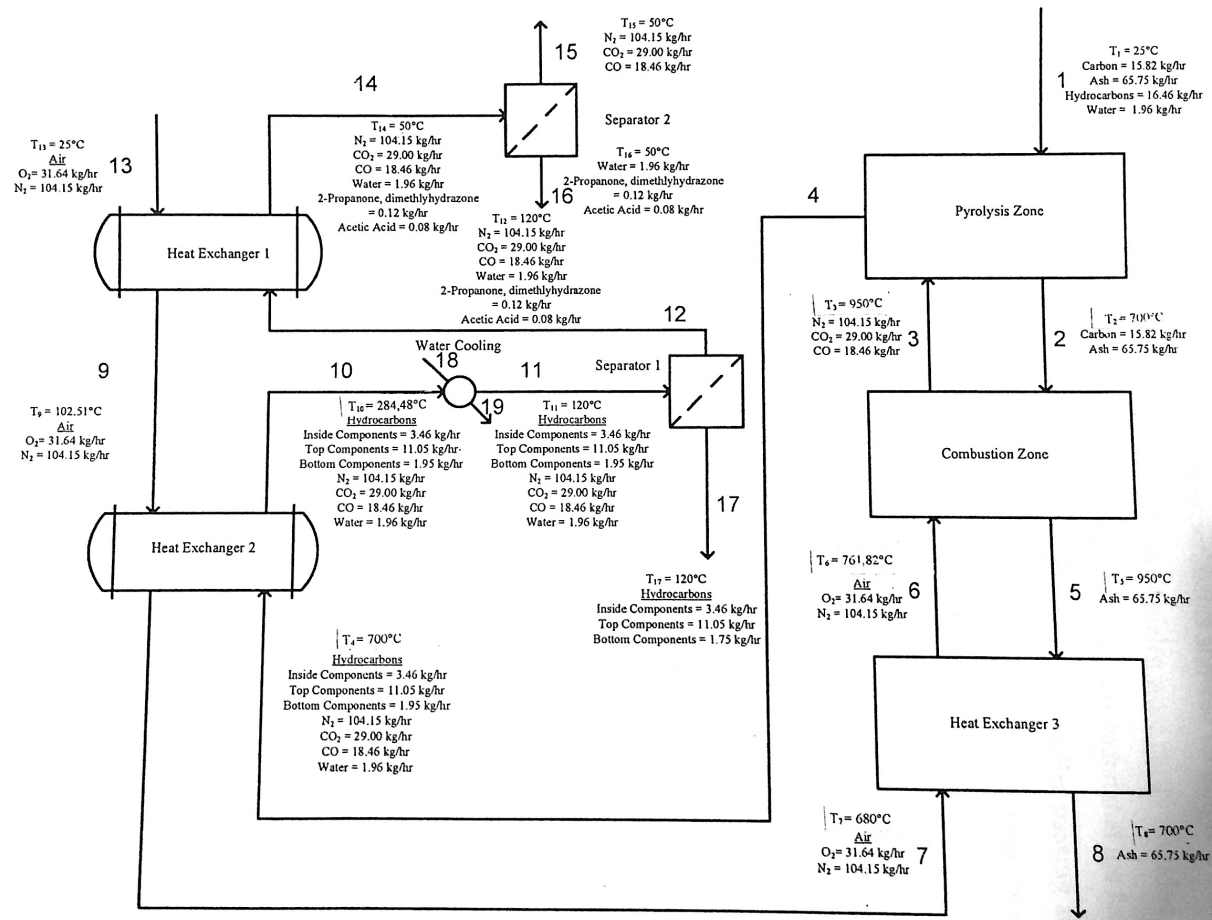 T₁₅ = 50°C
N₂ = 104.15 kg/hr
CO₂ = 29.00 kg/hr
CO = 18.46 kg/hr
15
14
Separator 2
T₁₄ = 50°C
N₂ = 104.15 kg/hr
CO₂ = 29.00 kg/hr
CO = 18.46 kg/hr
Water = 1.96 kg/hr
2-Propanone, dimethlyhydrazone
= 0.12 kg/hr
Acetic Acid = 0.08 kg/hr
T₁₆ = 50°C
Water = 1.96 kg/hr
2-Propanone, dimethlyhydrazone
= 0.12 kg/hr
Acetic Acid = 0.08 kg/hr
16
T₁₃ = 25°C
Air
O₂= 31.64 kg/hr
N₂ = 104.15 kg/hr
13
Heat Exchanger 1
T₁₂ = 120°C
N₂ = 104.15 kg/hr
CO₂ = 29.00 kg/hr
CO = 18.46 kg/hr
Water = 1.96 kg/hr
2-Propanone, dimethlyhydrazone
= 0.12 kg/hr
Acetic Acid = 0.08 kg/hr
12
T₁ = 25°C
Carbon = 15.82 kg/hr
Ash = 65.75 kg/hr
Hydrocarbons = 16.46 kg/hr
Water = 1.96 kg/hr
1
Pyrolysis Zone
4
T₃ = 950°C
N₂ = 104.15 kg/hr
CO₂ = 29.00 kg/hr
CO = 18.46 kg/hr
3
2
T₂ = 700°C
Carbon = 15.82 kg/hr
Ash = 65.75 kg/hr
Water Cooling
18
Separator 1
9
10
11
19
T₉ = 102.51°C
Air
O₂= 31.64 kg/hr
N₂ = 104.15 kg/hr
T₁₀ = 284,48°C
Hydrocarbons
Inside Components = 3.46 kg/hr
Top Components = 11.05 kg/hr
Bottom Components = 1.95 kg/hr
N₂ = 104.15 kg/hr
CO₂ = 29.00 kg/hr
CO = 18.46 kg/hr
Water = 1.96 kg/hr
T₁₁ = 120°C
Hydrocarbons
Inside Components = 3.46 kg/hr
Top Components = 11.05 kg/hr
Bottom Components = 1.95 kg/hr
N₂ = 104.15 kg/hr
CO₂ = 29.00 kg/hr
CO = 18.46 kg/hr
Water = 1.96 kg/hr
Combustion Zone
17
Heat Exchanger 2
T₁₇ = 120°C
Hydrocarbons
Inside Components = 3.46 kg/hr
Top Components = 11.05 kg/hr
Bottom Components = 1.75 kg/hr
T₆ = 761,82°C
Air
O₂= 31.64 kg/hr
N₂ = 104.15 kg/hr
6
5
T₅ = 950°C
Ash = 65.75 kg/hr
T₄ = 700°C
Hydrocarbons
Inside Components = 3.46 kg/hr
Top Components = 11.05 kg/hr
Bottom Components = 1.95 kg/hr
N₂ = 104.15 kg/hr
CO₂ = 29.00 kg/hr
CO = 18.46 kg/hr
Water = 1.96 kg/hr
Heat Exchanger 3
T₇ = 680°C
Air
O₂= 31.64 kg/hr
N₂ = 104.15 kg/hr
7
8
T₈= 700°C
Ash = 65.75 kg/hr